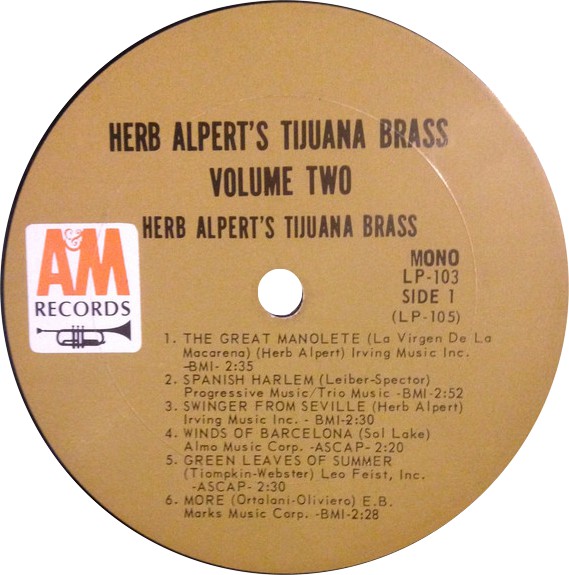 HERB ALPERT'S TIJUANA BRASS
VOLUME TWO
HERB ALPERT'S TIJUANA BRASS
A&M
RECORDS
MONO
LP-103
SIDE 1
(LP-105)
1. THE GREAT MANOLETE (La Virgen De La
Macarena) (Herb Alpert) Irving Music Inc.
-BMI- 2:35
2. SPANISH HARLEM (Leiber-Spector)
Progressive Music/Trio Music -BMI-2:52
3. SWINGER FROM SEVILLE (Herb Alpert)
Irving Music Inc. - BMI-2:30
4. WINDS OF BARCELONA (Sol Lake)
Almo Music Corp. -ASCAP- 2:20
5. GREEN LEAVES OF SUMMER
(Tiompkin-Webster) Leo Feist, Inc.
-ASCAP- 2:30
6. MORE (Ortalani-Oliviero) E.B.
Marks Music Corp. -BMI-2:28